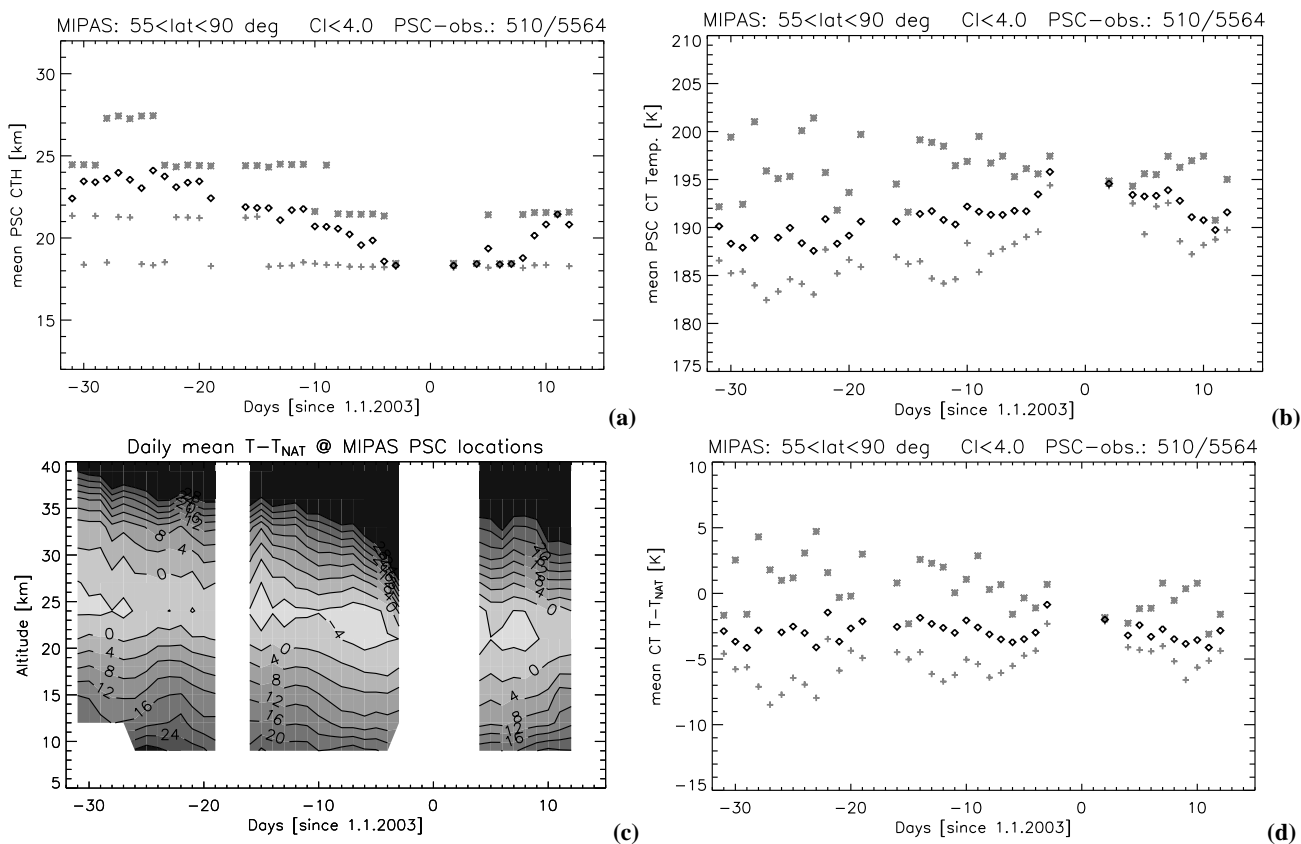 MIPAS: 55<lat<90 deg CI<4.0 PSC-obs.: 510/5564
mean PSC CTH [km]
30
25
20
15
-30 -20 -10 0 10
Days [since 1.1.2003]
(a)
MIPAS: 55<lat<90 deg CI<4.0 PSC-obs.: 510/5564
mean PSC CT Temp. [K]
210
205
200
195
190
185
180
175
-30 -20 -10 0 10
Days [since 1.1.2003]
(b)
Daily mean T-TNAT @ MIPAS PSC locations
Altitude [km]
40
35
30
25
20
15
10
5
20
12
8
4
0
0
4
8
12
16
24
-4
0
4
8
12
16
20
4
0
0
4
8
12
16
-30 -20 -10 0 10
Days [since 1.1.2003]
(c)
MIPAS: 55<lat<90 deg CI<4.0 PSC-obs.: 510/5564
mean CT T-TNAT [K]
10
5
0
-5
-10
-15
-30 -20 -10 0 10
Days [since 1.1.2003]
(d)